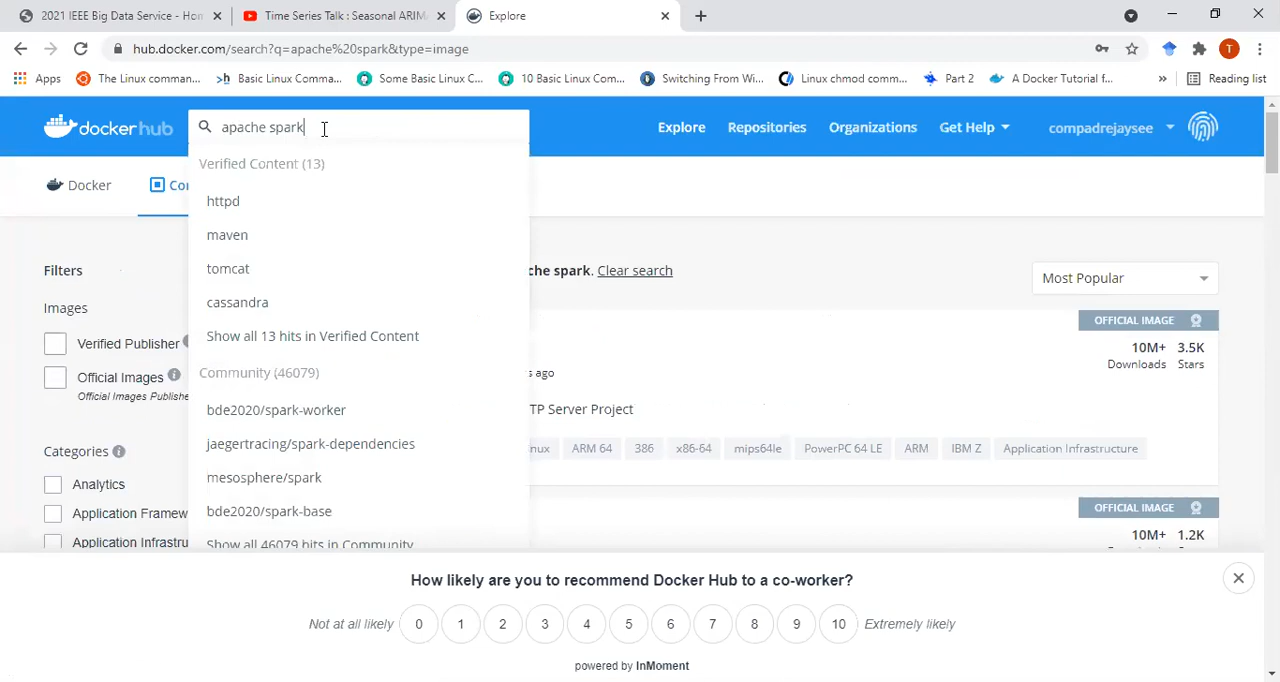 2021 IEEE Big Data Service - Hom
Time Series Talk : Seasonal ARIMA
Explore
hub.docker.com/search?q=apache%20spark&type=image
Apps
The Linux comman...
Basic Linux Comma...
Some Basic Linux C...
10 Basic Linux Com...
Switching From Wi...
Linux chmod comm...
Part 2
A Docker Tutorial f...
»
Reading list
dockerhub
apache spark
Explore
Repositories
Organizations
Get Help
compadrejaysee
Verified Content (13)
httpd
maven
tomcat
cassandra
Show all 13 hits in Verified Content
Community (46079)
bde2020/spark-worker
jaegertracing/spark-dependencies
mesosphere/spark
bde2020/spark-base
Show all 46079 hits in Community
Docker
Con
Filters
che spark. Clear search
Most Popular
Images
Verified Publisher
Official Images
Official Images Publishe
Categories
Analytics
Application Framew
Application Infrastru
OFFICIAL IMAGE
10M+ 3.5K
Downloads Stars
s ago
TP Server Project
nux
ARM 64
386
x86-64
mips64le
PowerPC 64 LE
ARM
IBM Z
Application Infrastructure
OFFICIAL IMAGE
10M+ 1.2K
How likely are you to recommend Docker Hub to a co-worker?
Not at all likely 0 1 2 3 4 5 6 7 8 9 10 Extremely likely
powered by InMoment